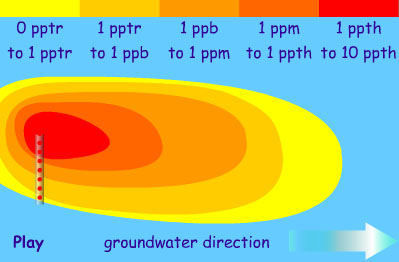 0 pptr 1 pptr 1 ppb 1 ppm 1 ppth
to 1 pptr to 1 ppb to 1 ppm to 1 ppth to 10 ppth
Play groundwater direction